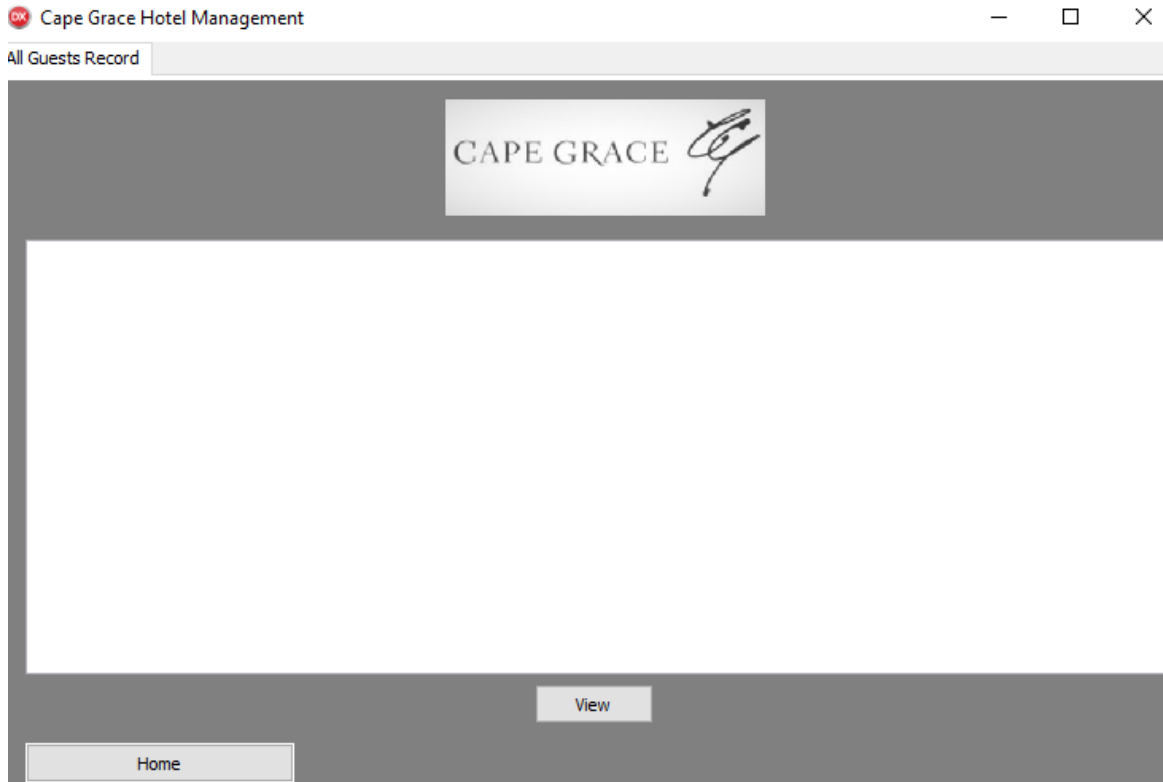 Cape Grace Hotel Management
All Guests Record
CAPE GRACE
View
Home